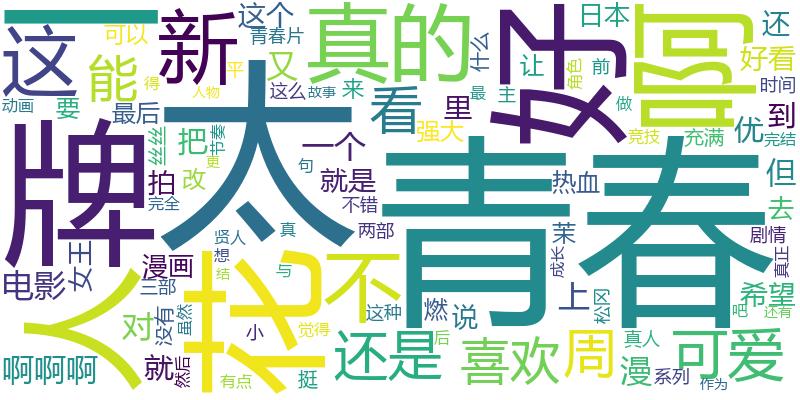 一
这
可以
新
这个
青春片
真的
什么
好
日本
还
啊
好看
时间
能
又
动画
要
最后
平
得
人物
这么
故事
来
看
里
最
主
让
角色
前
做
到
牌
太
丝丝
把
节奏
更
一个
强大
竞技
充满
优
完结
青春
拍
改
句
就是
不错
热血
但
去
完全
女王
贤人
想
真
两部
茉
成长
剧情
真正
电影
漫画
结
与
人
花
不
三部
这种
燃
说
上
松冈
希望
吧
还有
对
没有
虽然
小
觉得
后
真人
啊啊啊
就
然后
有点
挺
还是
喜欢
周
漫
系列
可爱
作为